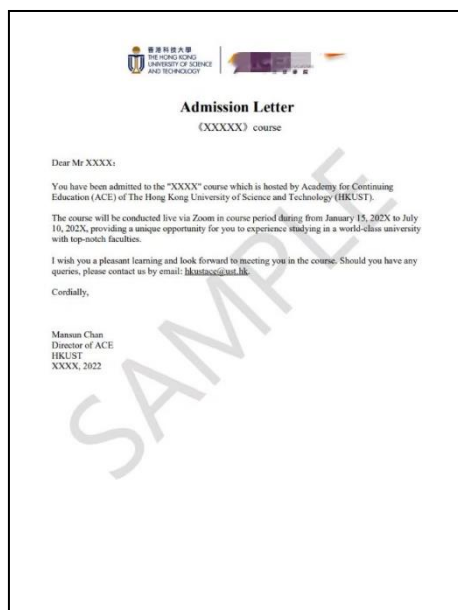 香港科技大學
THE HONG KONG
UNIVERSITY OF SCIENCE
AND TECHNOLOGY
Admission Letter
《XXXXX》 course
Dear Mr XXXX:
You have been admitted to the "XXXX" course which is hosted by Academy for Continuing
Education (ACE) of The Hong Kong University of Science and Technology (HKUST).
The course will be conducted live via Zoom in course period during from January 15, 202X to July
10, 202X, providing a unique opportunity for you to experience studying in a world-class university
with top-notch faculties.
I wish you a pleasant learning and look forward to meeting you in the course. Should you have any
queries, please contact us by email: hkustace@ust.hk.
Cordially,
Mansun Chan
Director of ACE
HKUST
XXXX, 2022
SAMPLE